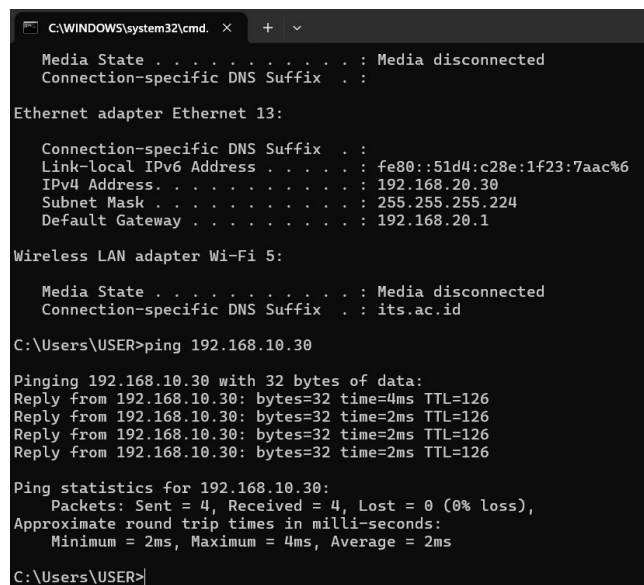 C:\WINDOWS\system32\cmd.
Media State . . . . . . . . . . . : Media disconnected
Connection-specific DNS Suffix  . :
Ethernet adapter Ethernet 13:
Connection-specific DNS Suffix  . :
Link-local IPv6 Address . . . . . : fe80::51d4:c28e:1f23:7aac%6
IPv4 Address. . . . . . . . . . . : 192.168.20.30
Subnet Mask . . . . . . . . . . . : 255.255.255.224
Default Gateway . . . . . . . . . : 192.168.20.1
Wireless LAN adapter Wi-Fi 5:
Media State . . . . . . . . . . . : Media disconnected
Connection-specific DNS Suffix  . : its.ac.id
C:\Users\USER>ping 192.168.10.30
Pinging 192.168.10.30 with 32 bytes of data:
Reply from 192.168.10.30: bytes=32 time=4ms TTL=126
Reply from 192.168.10.30: bytes=32 time=2ms TTL=126
Reply from 192.168.10.30: bytes=32 time=2ms TTL=126
Reply from 192.168.10.30: bytes=32 time=2ms TTL=126
Ping statistics for 192.168.10.30:
Packets: Sent = 4, Received = 4, Lost = 0 (0% loss),
Approximate round trip times in milli-seconds:
Minimum = 2ms, Maximum = 4ms, Average = 2ms
C:\Users\USER>